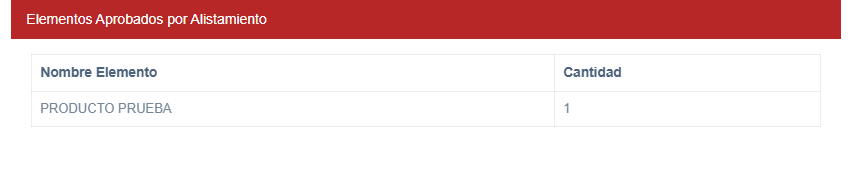 Elementos Aprobados por Alistamiento
Nombre Elemento Cantidad
PRODUCTO PRUEBA 1